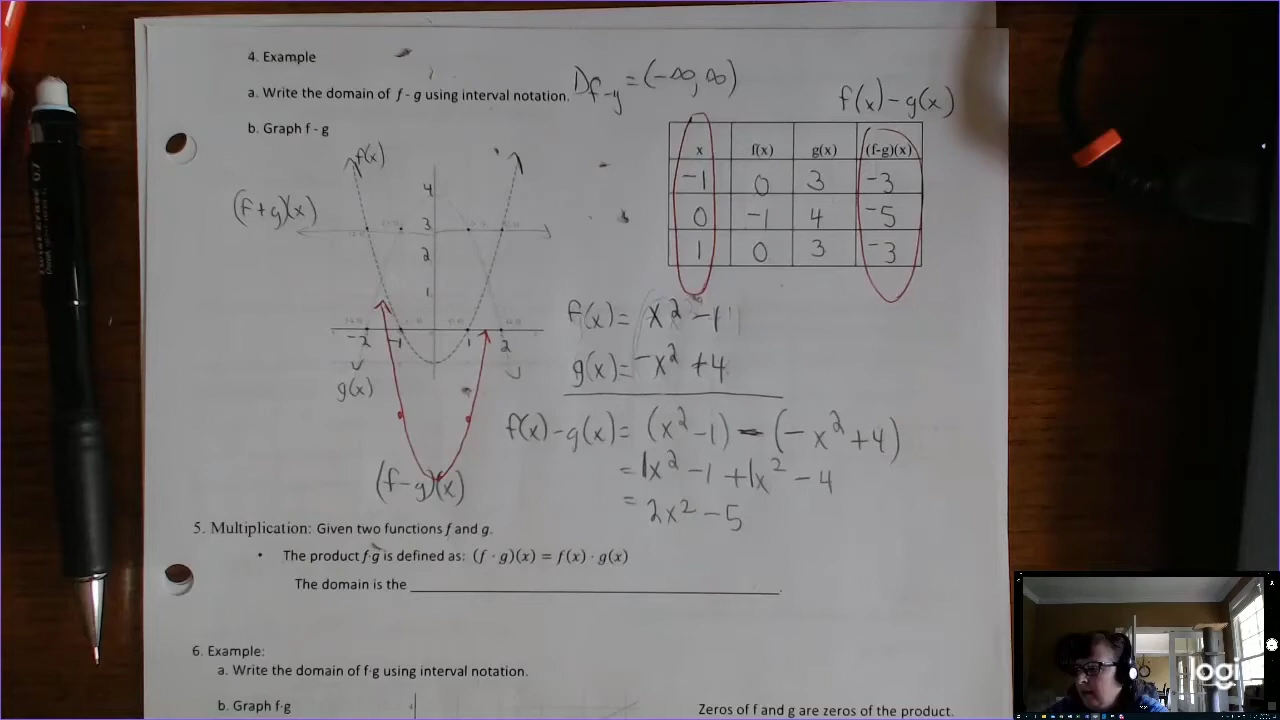 4. Example
a. Write the domain of f - g using interval notation. D f-g = (-∞, ∞)
b. Graph f - g
f(x) - g(x)
x f(x) g(x) (f-g)(x)
-1 0 3 -3
0 -1 4 -5
1 0 3 -3
f(x)
(f+g)(x)
4
3
2
1
-2 -1 1 2
g(x)
(f-g)(x)
f(x) = x² - 1
g(x) = -x² + 4
f(x) - g(x) = (x² - 1) - (-x² + 4)
= 1x² - 1 + 1x² - 4
= 2x² - 5
5. Multiplication: Given two functions f and g.
• The product f·g is defined as: (f · g)(x) = f(x) · g(x)
The domain is the ______.
6. Example:
a. Write the domain of f·g using interval notation.
b. Graph f·g
4
Zeros of f and g are zeros of the product.
logi